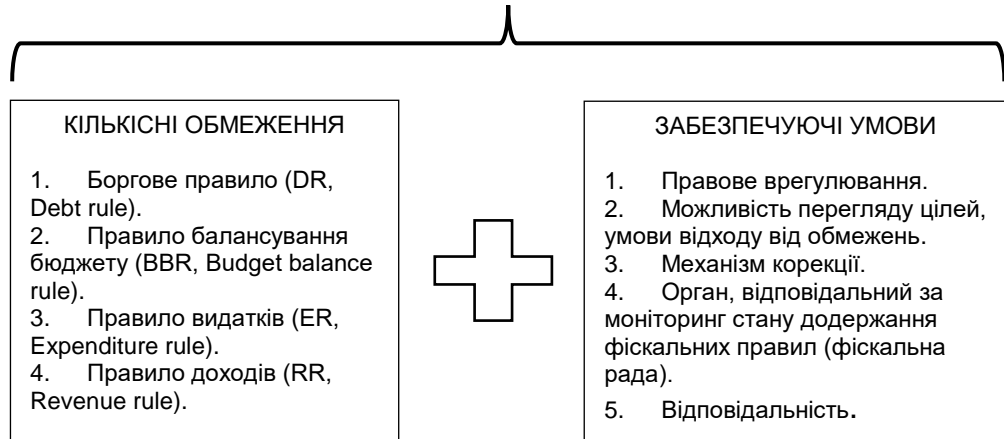 КІЛЬКІСНІ ОБМЕЖЕННЯ
1. Боргове правило (DR,
Debt rule).
2. Правило балансування
бюджету (BBR, Budget balance
rule).
3. Правило видатків (ER,
Expenditure rule).
4. Правило доходів (RR,
Revenue rule).
ЗАБЕЗПЕЧУЮЧІ УМОВИ
1. Правове врегулювання.
2. Можливість перегляду цілей,
умови відходу від обмежень.
3. Механізм корекції.
4. Орган, відповідальний за
моніторинг стану додержання
фіскальних правил (фіскальна
рада).
5. Відповідальність.